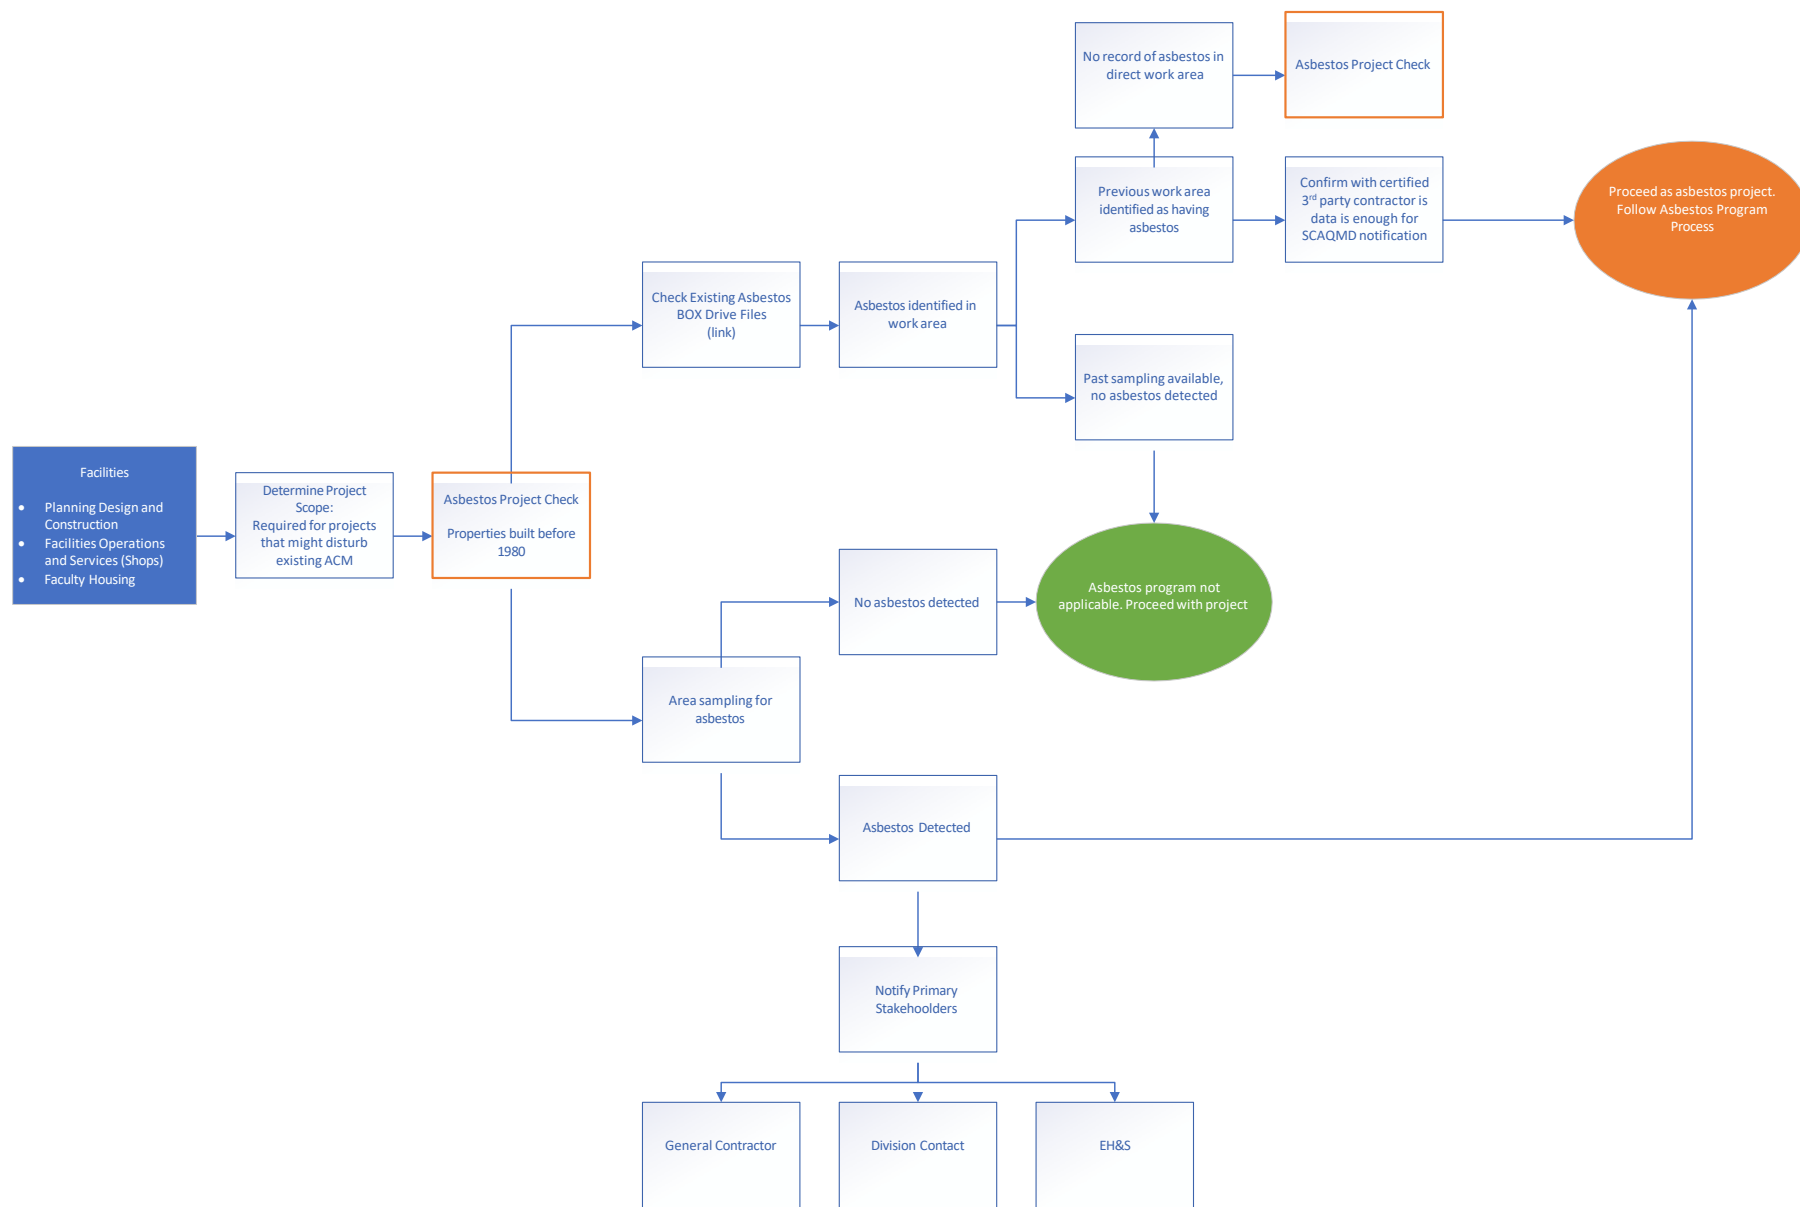 No record of asbestos in
direct work area
Asbestos Project Check
Previous work area
identified as having
asbestos
Confirm with certified
3rd party contractor is
data is enough for
SCAQMD notification
Proceed as asbestos project.
Follow Asbestos Program
Process
Check Existing Asbestos
BOX Drive Files
(link)
Asbestos identified in
work area
Past sampling available,
no asbestos detected
Facilities
• Planning Design and
Construction
• Facilities Operations
and Services (Shops)
• Faculty Housing
Determine Project
Scope:
Required for projects
that might disturb
existing ACM
Asbestos Project Check
Properties built before
1980
No asbestos detected
Asbestos program not
applicable. Proceed with project
Area sampling for
asbestos
Asbestos Detected
Notify Primary
Stakehoolders
General Contractor
Division Contact
EH&S